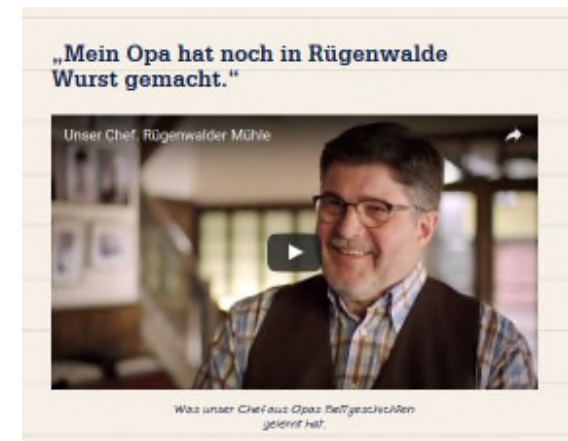 „Mein Opa hat noch in Rügenwalde
Wurst gemacht.“
Unser Chef, Rügenwalder Mühle
Was unser Chef aus Opas Bettgeschichten
gelernt hat.